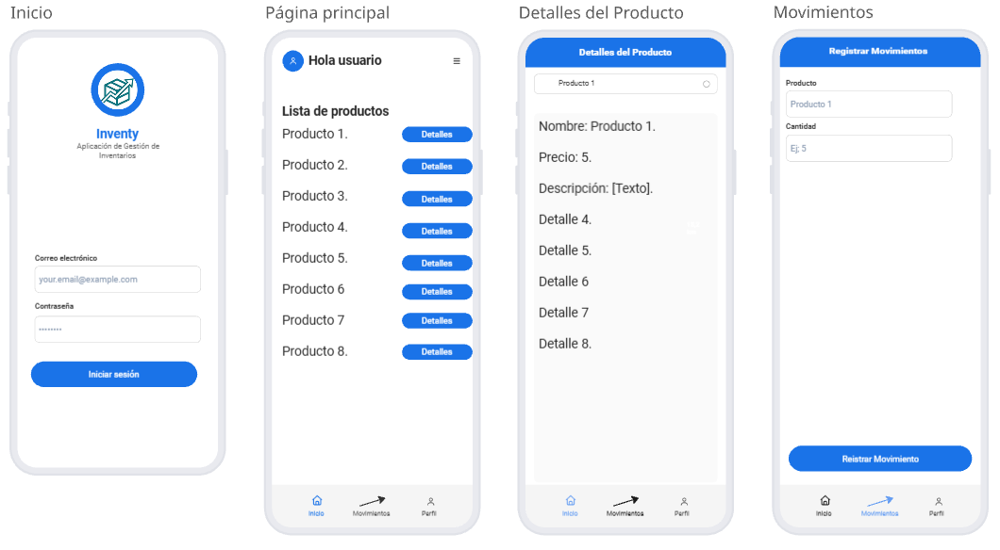 Inicio
Inventy
Aplicación de Gestión de
Inventarios
Correo electrónico
your.email@example.com
Contraseña
••••••••
Iniciar sesión
Página principal
Hola usuario
Lista de productos
Producto 1.
Detalles
Producto 2.
Detalles
Producto 3.
Detalles
Producto 4.
Detalles
Producto 5.
Detalles
Producto 6
Detalles
Producto 7
Detalles
Producto 8.
Detalles
Inicio
Movimientos
Perfil
Detalles del Producto
Detalles del Producto
Producto 1
Nombre: Producto 1.
Precio: 5.
Descripción: [Texto].
Detalle 4.
Detalle 5.
Detalle 6
Detalle 7
Detalle 8.
Inicio
Movimientos
Perfil
Movimientos
Registrar Movimientos
Producto
Producto 1
Cantidad
Ej: 5
Reistrar Movimiento
Inicio
Movimientos
Perfil